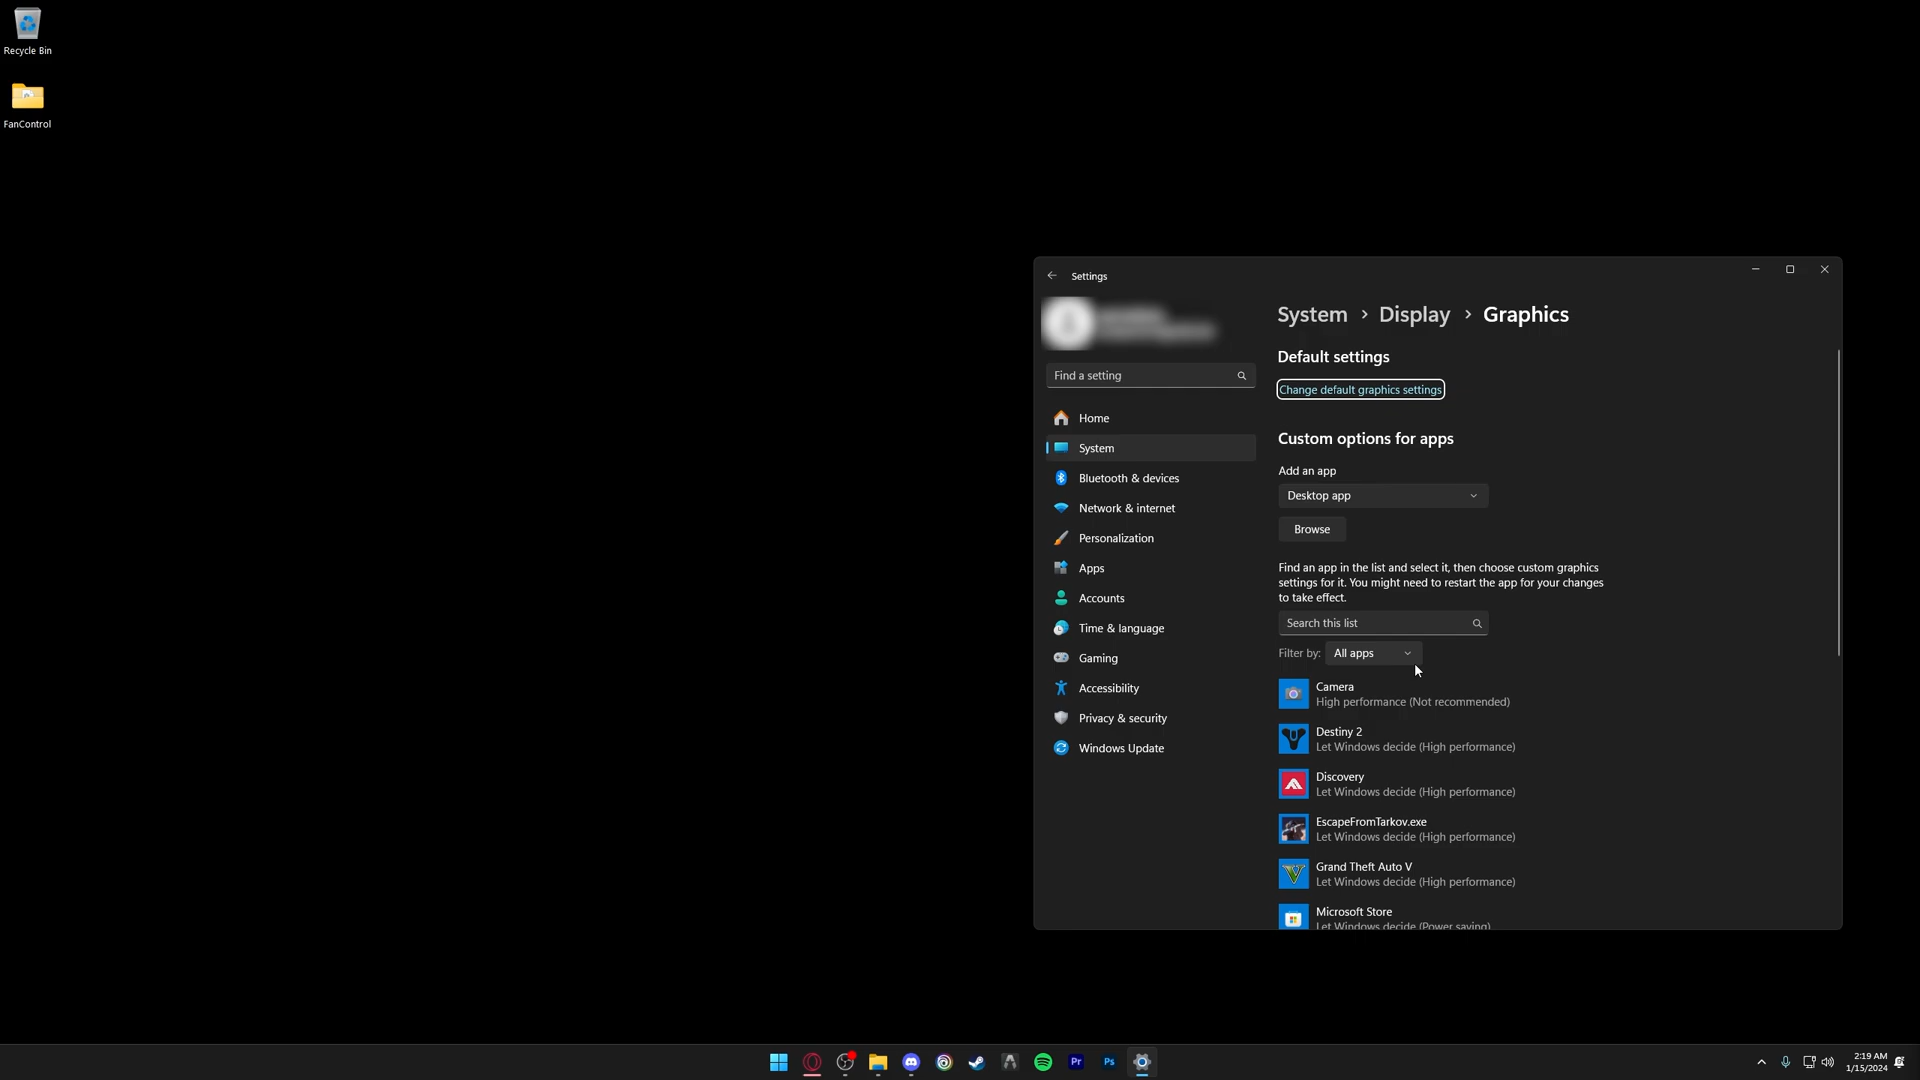 Recycle Bin
FanControl
Settings
Find a setting
Home
System
Bluetooth & devices
Network & internet
Personalization
Apps
Accounts
Time & language
Gaming
Accessibility
Privacy & security
Windows Update
System > Display > Graphics
Default settings
Change default graphics settings
Custom options for apps
Add an app
Desktop app
Browse
Find an app in the list and select it, then choose custom graphics
settings for it. You might need to restart the app for your changes
to take effect.
Search this list
Filter by: All apps
Camera
High performance (Not recommended)
Destiny 2
Let Windows decide (High performance)
Discovery
Let Windows decide (High performance)
EscapeFromTarkov.exe
Let Windows decide (High performance)
Grand Theft Auto V
Let Windows decide (High performance)
Microsoft Store
Let Windows decide (Power saving)
Pr
Ps
2:19 AM
1/15/2024